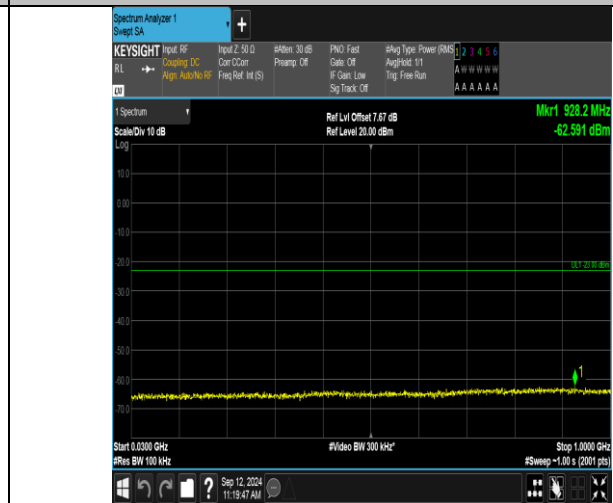 Spectrum Analyzer 1
Swept SA
+
KEYSIGHT Input: RF Input Z: 50 Ω #Atten: 30 dB PNO: Fast #Avg Type: Power (RMS 1 2 3 4 5 6
RL Coupling: DC Corr CCorr Preamp: Off Gate: Off Avg|Hold: 1/1 A W W W W W
Align: Auto/No RF Freq Ref: Int (S) IF Gain: Low Trig: Free Run
LXI Sig Track: Off A A A A A A
1 Spectrum Ref Lvl Offset 7.67 dB Mkr1 928.2 MHz
Scale/Div 10 dB Ref Level 20.00 dBm -62.591 dBm
Log
10.0
0.00
-10.0
-20.0
DL1 -23.00 dBm
-30.0
-40.0
-50.0
1
-60.0
-70.0
Start 0.0300 GHz #Video BW 300 kHz* Stop 1.0000 GHz
#Res BW 100 kHz #Sweep ~1.00 s (2001 pts)
? Sep 12, 2024
11:19:47 AM